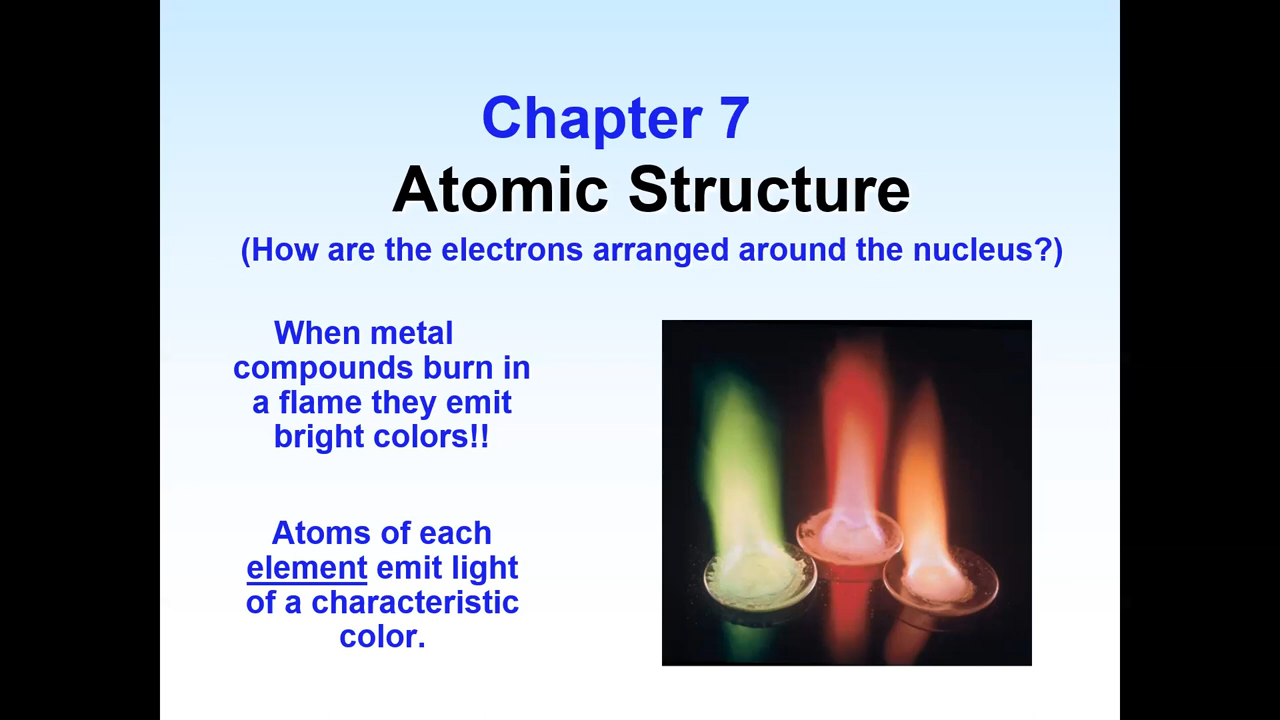 Chapter 7
Atomic Structure
(How are the electrons arranged around the nucleus?)
When metal
compounds burn in
a flame they emit
bright colors!!
Atoms of each
element emit light
of a characteristic
color.